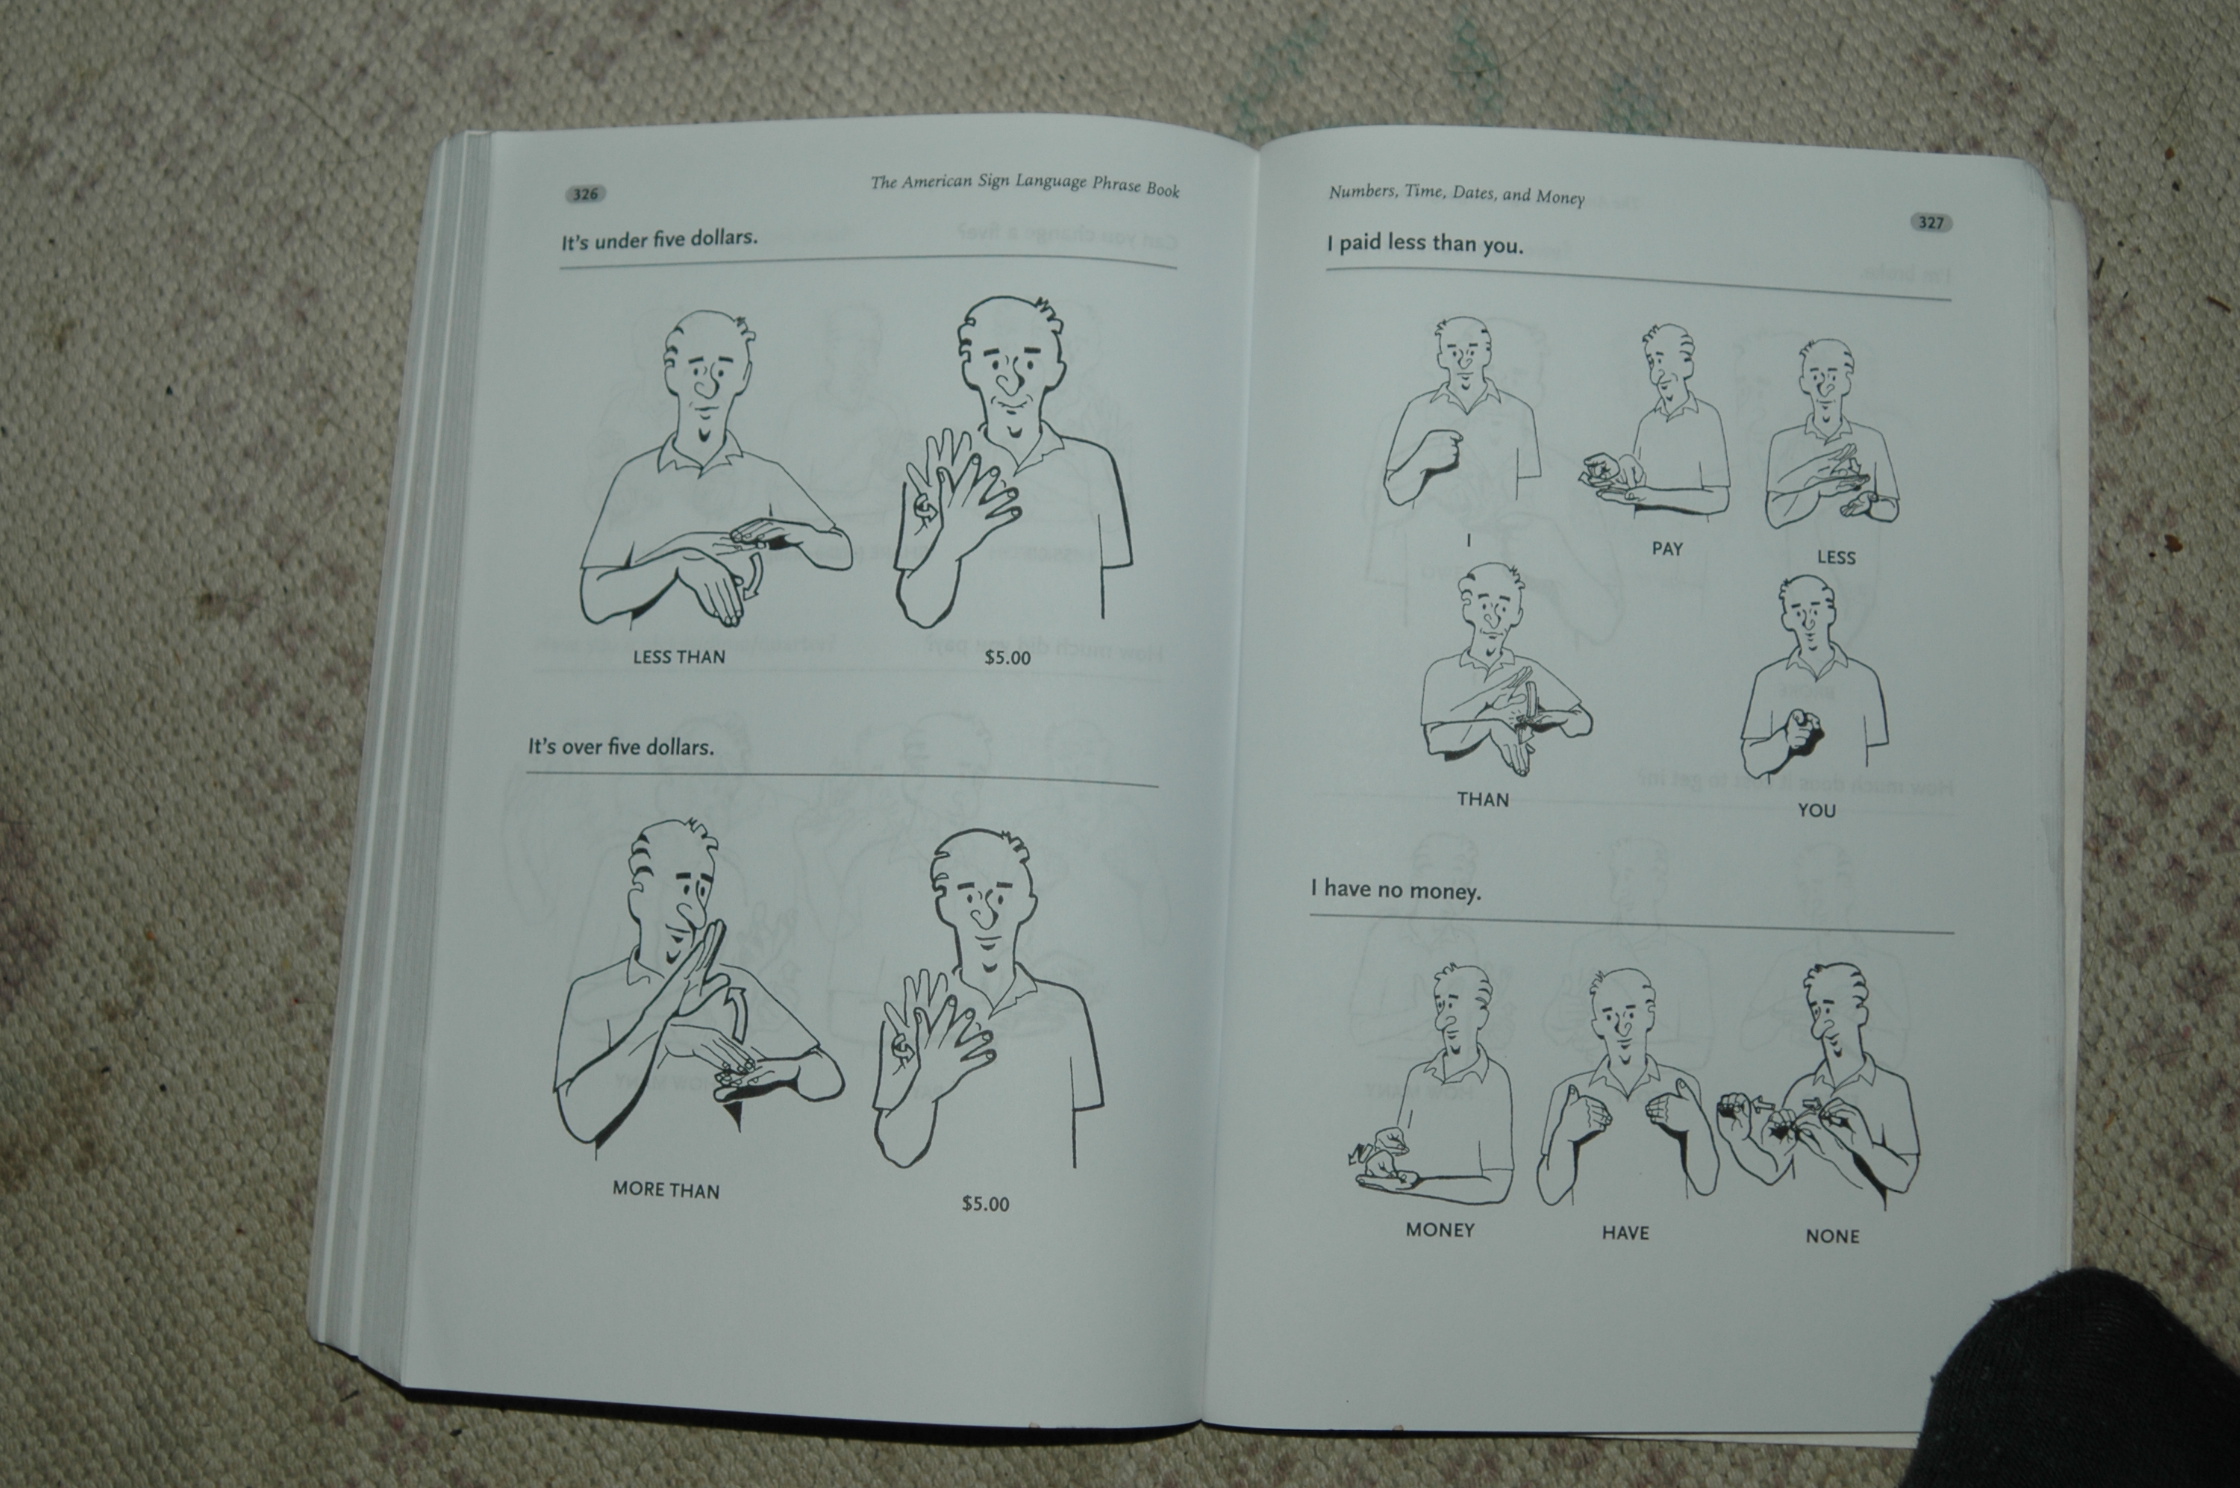 326
The American Sign Language Phrase Book
It's under five dollars.
LESS THAN
$5.00
It's over five dollars.
MORE THAN
$5.00
Numbers, Time, Dates, and Money
327
I paid less than you.
I
PAY
LESS
THAN
YOU
I have no money.
MONEY
HAVE
NONE